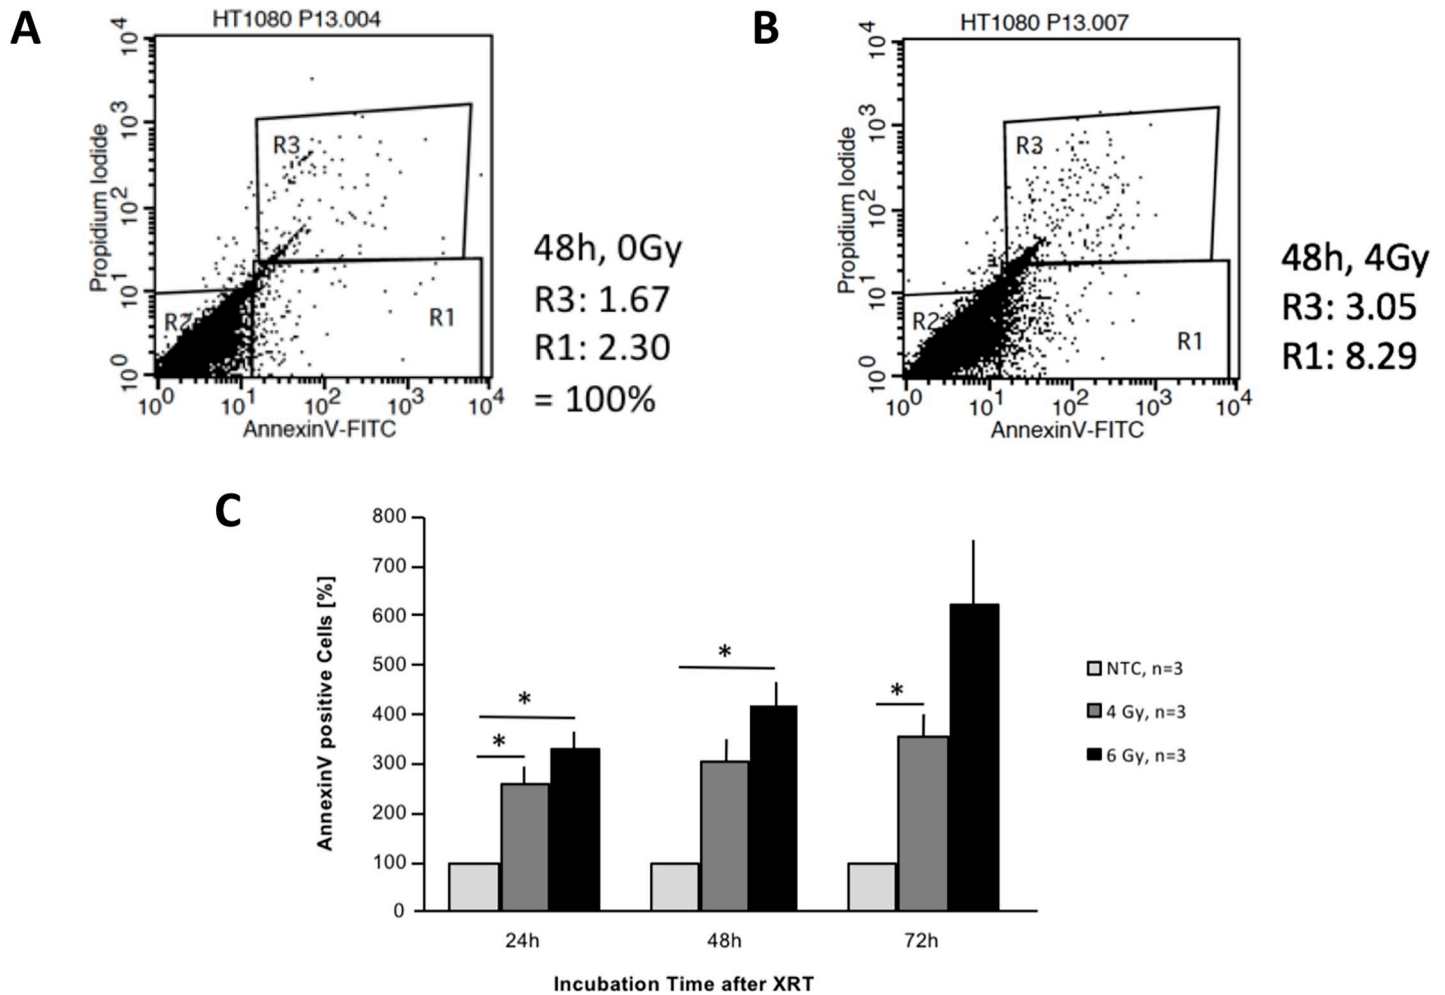 A
HT1080 P13.004
10^4
10^3
10^2
10^1
10^0
Propidium Iodide
R3
R2
R1
10^0 10^1 10^2 10^3 10^4
AnnexinV-FITC
48h, 0Gy
R3: 1.67
R1: 2.30
= 100%
B
HT1080 P13.007
10^4
10^3
10^2
10^1
10^0
Propidium Iodide
R3
R2
R1
10^0 10^1 10^2 10^3 10^4
AnnexinV-FITC
48h, 4Gy
R3: 3.05
R1: 8.29
C
AnnexinV positive Cells [%]
800
700
600
500
400
300
200
100
0
* * * *
24h 48h 72h
Incubation Time after XRT
NTC, n=3
4 Gy, n=3
6 Gy, n=3